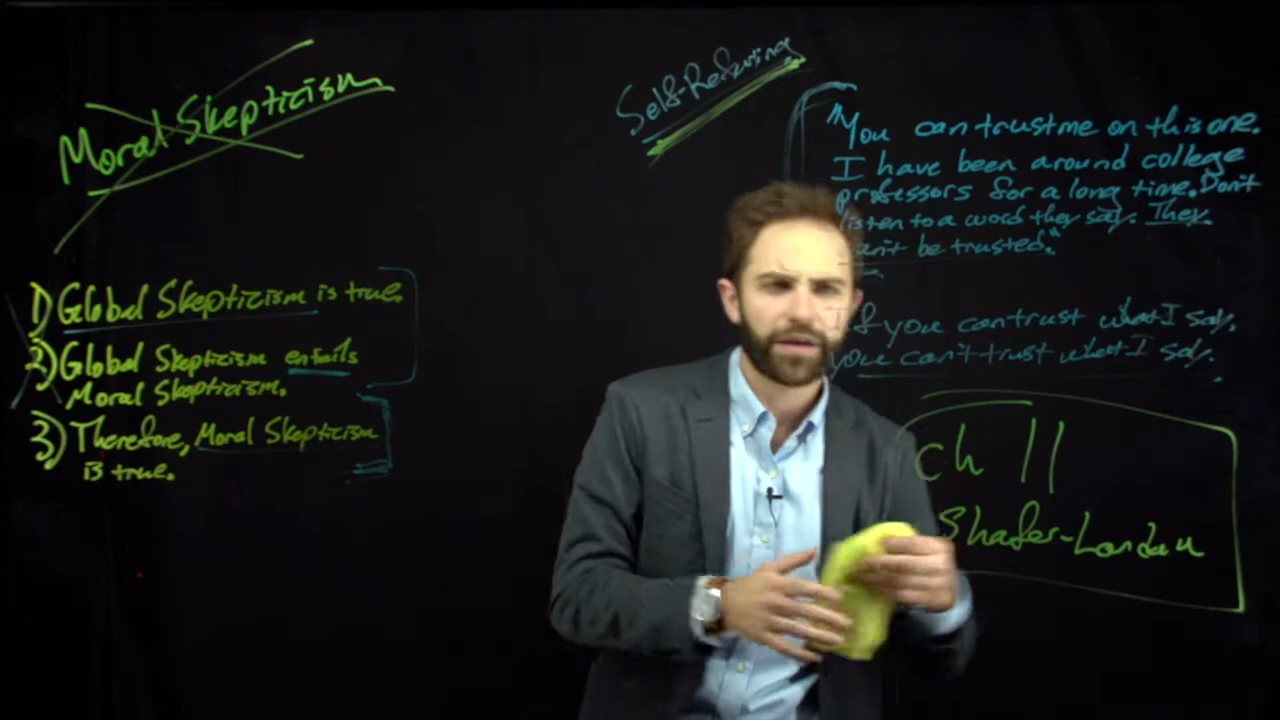 Moral Skepticism
1) Global Skepticism is true.
2) Global Skepticism entails
Moral Skepticism.
3) Therefore, Moral Skepticism
is true.
Self-Refuting
"You can trust me on this one.
I have been around college
professors for a long time. Don't
listen to a word they say. They
can't be trusted."
If you can trust what I say,
you can't trust what I say.
ch 11
Shafer-Landau